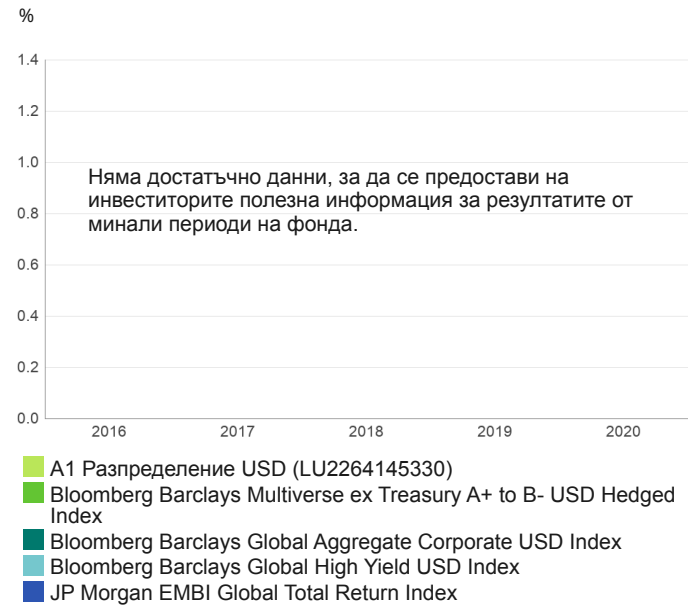 %
1.4
1.2
1.0
Няма достатъчно данни, за да се предостави на
инвеститорите полезна информация за резултатите от
0.8
минали периоди на фонда.
0.6
0.4
0.2
0.0
2016 2017 2018 2019 2020
A1 Разпределение USD (LU2264145330)
Bloomberg Barclays Multiverse ex Treasury A+ to B- USD Hedged
Index
Bloomberg Barclays Global Aggregate Corporate USD Index
Bloomberg Barclays Global High Yield USD Index
JP Morgan EMBI Global Total Return Index